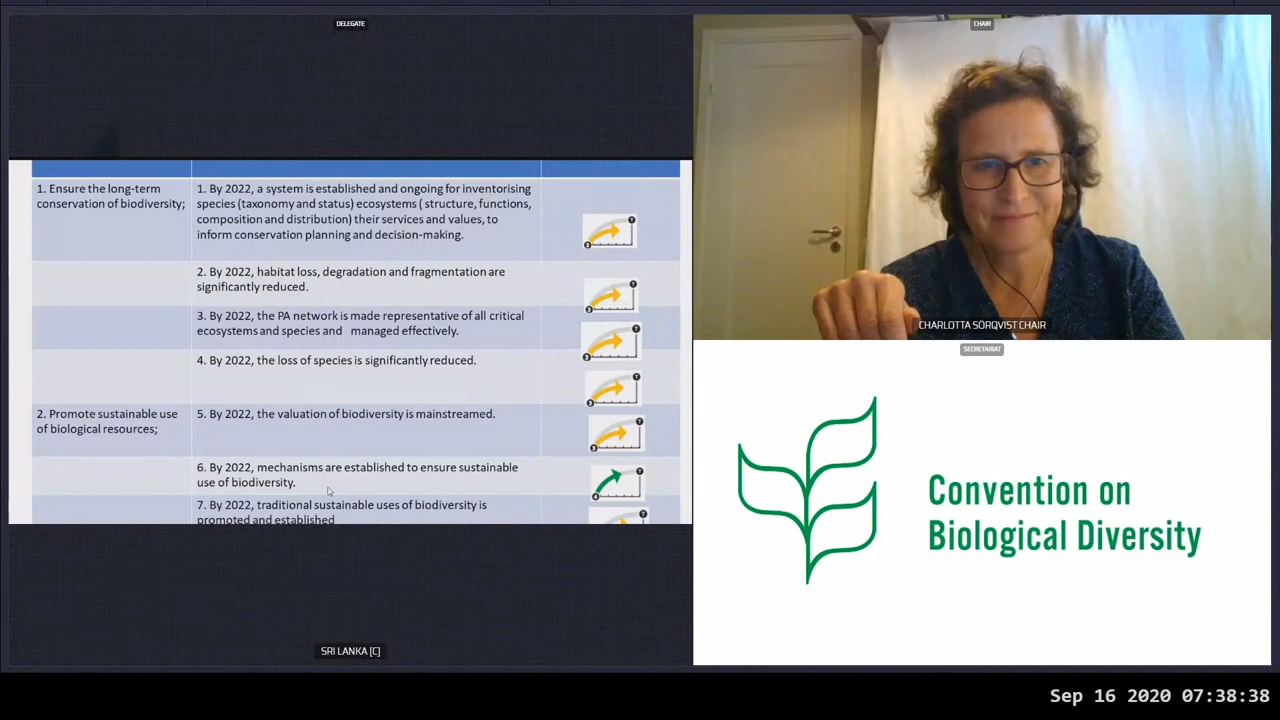 DELEGATE
CHAIR
1. Ensure the long-term
conservation of biodiversity;
1. By 2022, a system is established and ongoing for inventorising
species (taxonomy and status) ecosystems ( structure, functions,
composition and distribution) their services and values, to
inform conservation planning and decision-making.
2. By 2022, habitat loss, degradation and fragmentation are
significantly reduced.
3. By 2022, the PA network is made representative of all critical
ecosystems and species and managed effectively.
4. By 2022, the loss of species is significantly reduced.
2. Promote sustainable use
of biological resources;
5. By 2022, the valuation of biodiversity is mainstreamed.
6. By 2022, mechanisms are established to ensure sustainable
use of biodiversity.
7. By 2022, traditional sustainable uses of biodiversity is
promoted and established
SRI LANKA [C]
CHARLOTTA SÖRQVIST CHAIR
SECRETARIAT
Convention on
Biological Diversity
Sep 16 2020 07:38:38